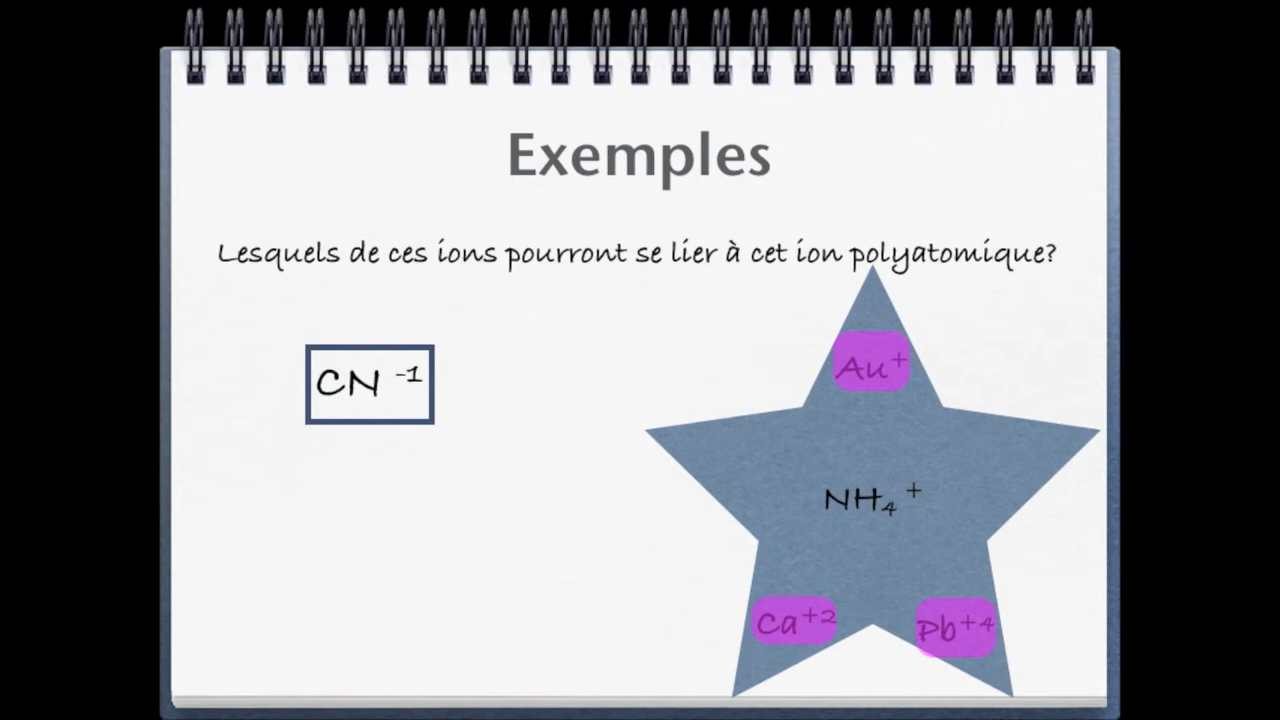 Exemples
Lesquels de ces ions pourront se lier à cet ion polyatomique?
CN ⁻¹
Au⁺
NH₄ ⁺
Ca⁺²
Pb⁺⁴